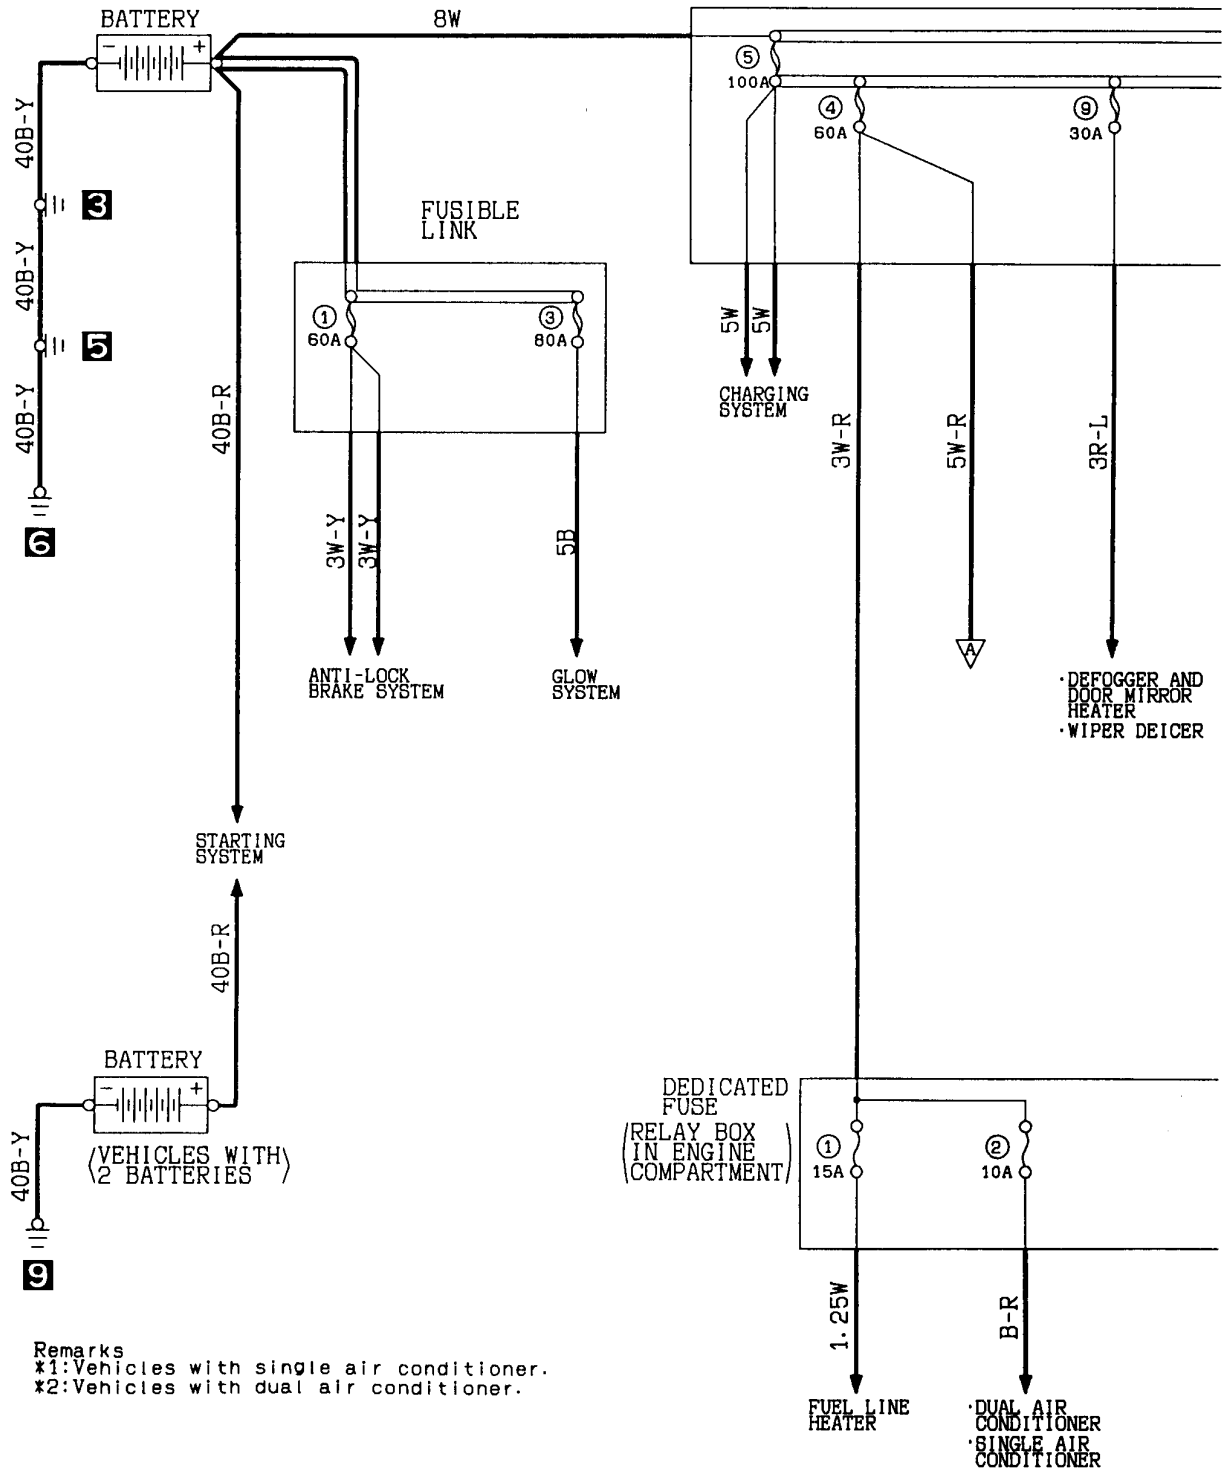 BATTERY
8W
- +
⑤
100A
④
60A
⑨
30A
40B-Y
3
FUSIBLE
LINK
40B-Y
①
60A
③
80A
5W
5W
5
CHARGING
SYSTEM
40B-Y
40B-R
3W-R
5W-R
3R-L
6
3W-Y
3W-Y
5B
A
ANTI-LOCK
BRAKE SYSTEM
GLOW
SYSTEM
·DEFOGGER AND
DOOR MIRROR
HEATER
·WIPER DEICER
STARTING
SYSTEM
40B-R
BATTERY
- +
(VEHICLES WITH
2 BATTERIES)
40B-Y
9
DEDICATED
FUSE
(RELAY BOX
IN ENGINE
COMPARTMENT)
①
15A
②
10A
1.25W
B-R
Remarks
*1:Vehicles with single air conditioner.
*2:Vehicles with dual air conditioner.
FUEL LINE
HEATER
·DUAL AIR
CONDITIONER
·SINGLE AIR
CONDITIONER